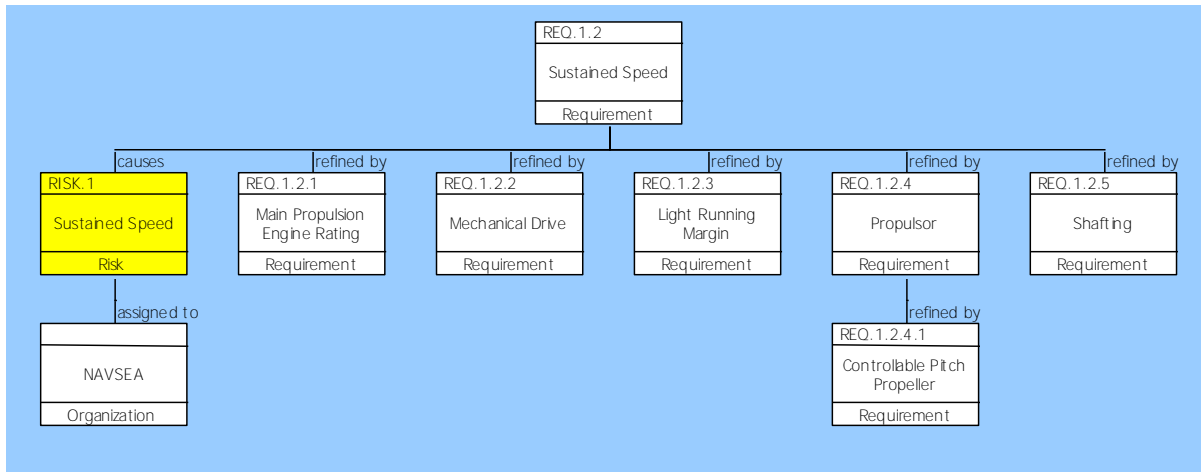 REQ.1.2
Sustained Speed
Requirement
causes
refined by
refined by
refined by
refined by
refined by
RISK.1
REQ.1.2.1
REQ.1.2.2
REQ.1.2.3
REQ.1.2.4
REQ.1.2.5
Sustained Speed
Main Propulsion
Engine Rating
Mechanical Drive
Light Running
Margin
Propulsor
Shafting
Risk
Requirement
Requirement
Requirement
Requirement
Requirement
assigned to
refined by
REQ.1.2.4.1
NAVSEA
Controllable Pitch
Propeller
Organization
Requirement